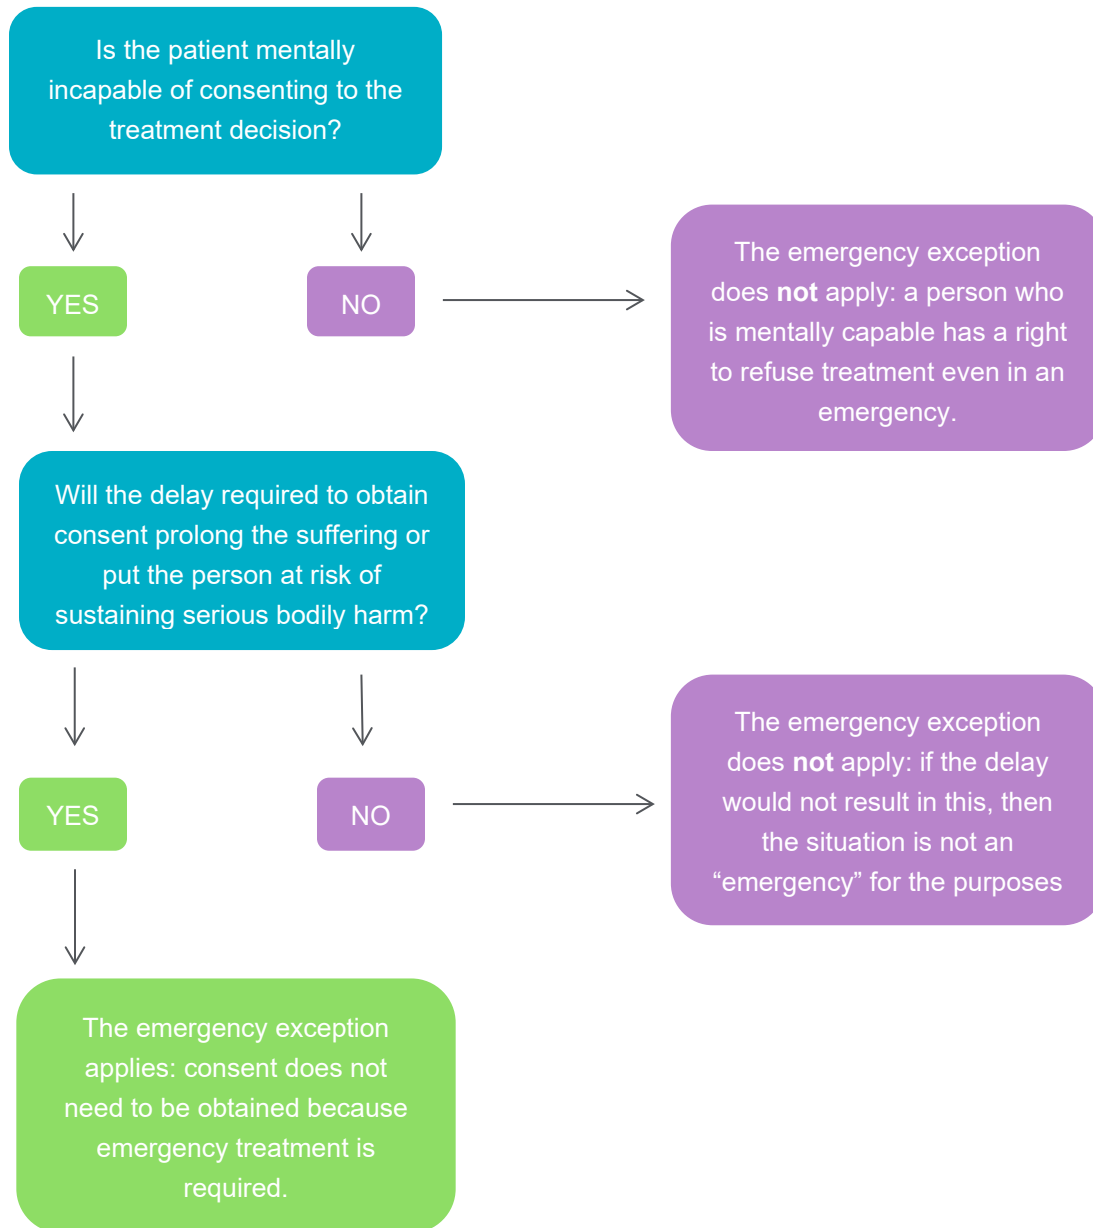 Is the patient mentally
incapable of consenting to the
treatment decision?
YES
NO
The emergency exception
does not apply: a person who
is mentally capable has a right
to refuse treatment even in an
emergency.
Will the delay required to obtain
consent prolong the suffering or
put the person at risk of
sustaining serious bodily harm?
YES
NO
The emergency exception
does not apply: if the delay
would not result in this, then
the situation is not an
“emergency” for the purposes
The emergency exception
applies: consent does not
need to be obtained because
emergency treatment is
required.